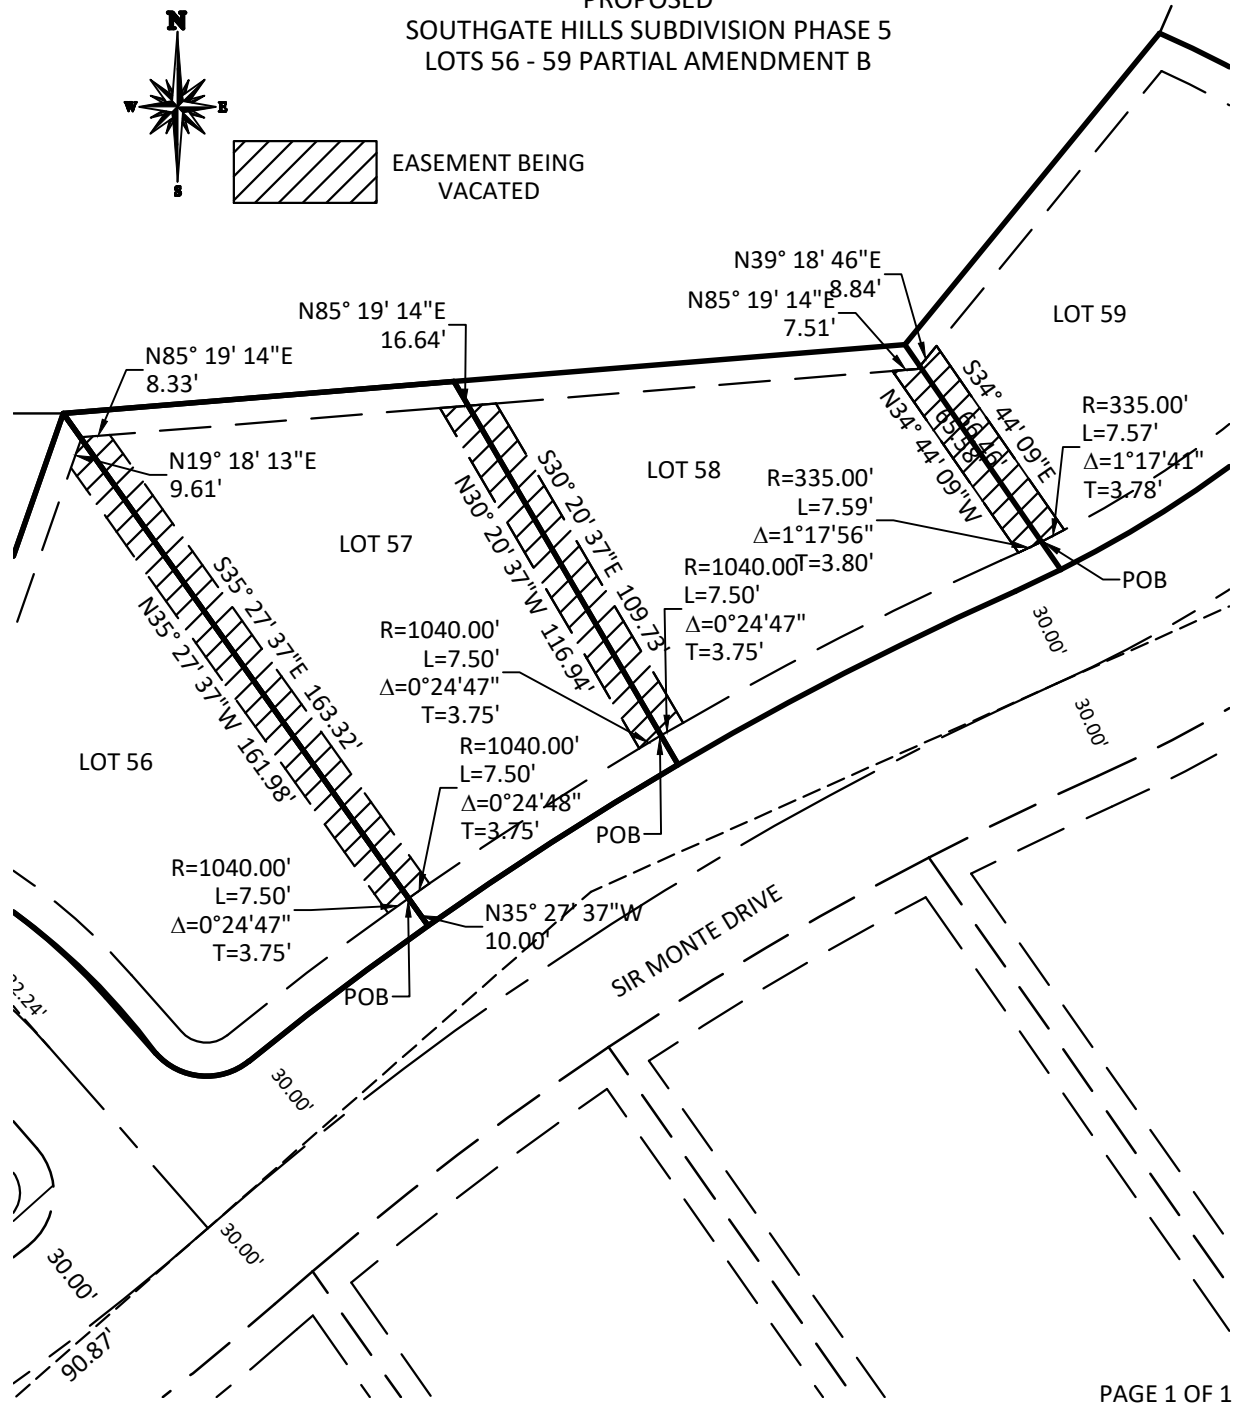 PROPOSED
SOUTHGATE HILLS SUBDIVISION PHASE 5
LOTS 56 - 59 PARTIAL AMENDMENT B
N
W
E
S
EASEMENT BEING
VACATED
N39° 18' 46"E
8.84'
N85° 19' 14"E
7.51'
N85° 19' 14"E
16.64'
N85° 19' 14"E
8.33'
N19° 18' 13"E
9.61'
LOT 59
LOT 58
LOT 57
LOT 56
S34° 44' 09"E
66.46'
65.58'
N34° 44' 09"W
R=335.00'
L=7.57'
Δ=1°17'41"
T=3.78'
R=335.00'
L=7.59'
Δ=1°17'56"
T=3.80'
S30° 20' 37"E 109.73'
N30° 20' 37"W 116.94'
R=1040.00'
L=7.50'
Δ=0°24'47"
T=3.75'
POB
R=1040.00'
L=7.50'
Δ=0°24'47"
T=3.75'
S35° 27' 37"E 163.32'
N35° 27' 37"W 161.98'
R=1040.00'
L=7.50'
Δ=0°24'48"
T=3.75'
POB
R=1040.00'
L=7.50'
Δ=0°24'47"
T=3.75'
N35° 27' 37"W
10.00'
POB
30.00'
30.00'
SIR MONTE DRIVE
30.00'
30.00'
30.00'
90.87'
PAGE 1 OF 1